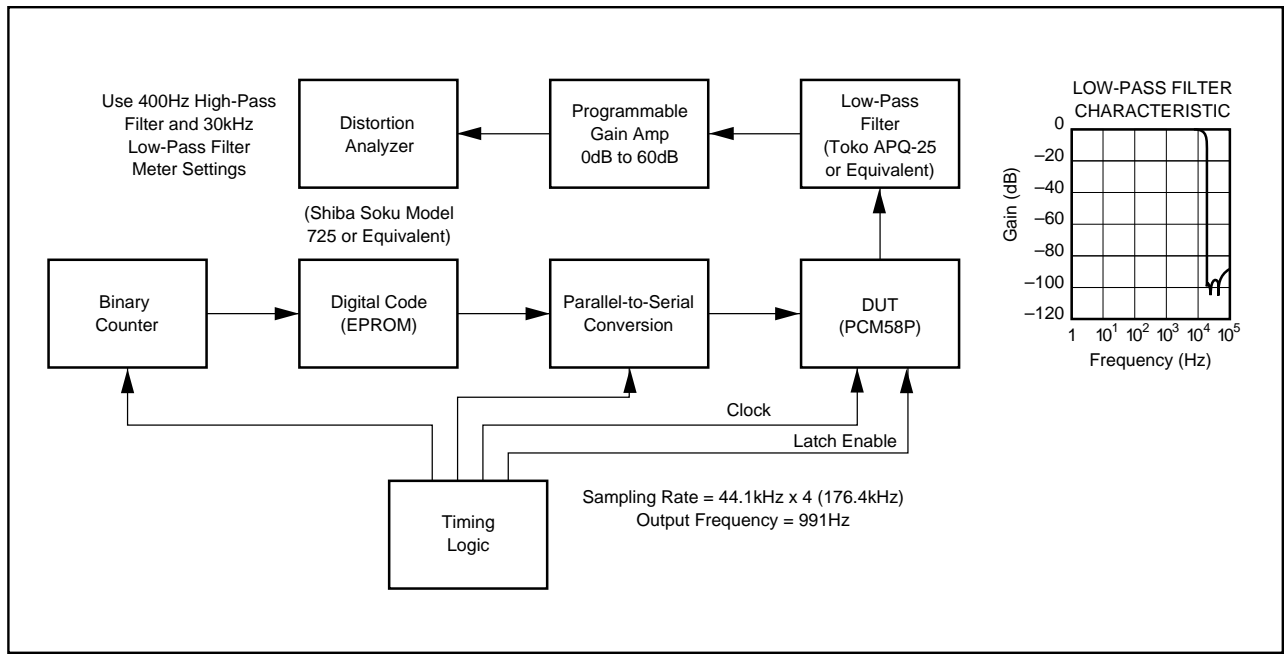 Use 400Hz High-Pass
Filter and 30kHz
Low-Pass Filter
Meter Settings
Distortion
Analyzer
(Shiba Soku Model
725 or Equivalent)
Programmable
Gain Amp
0dB to 60dB
Low-Pass
Filter
(Toko APQ-25
or Equivalent)
LOW-PASS FILTER
CHARACTERISTIC
Gain (dB)
0
–20
–40
–60
–80
–100
–120
1 10¹ 10² 10³ 10⁴ 10⁵
Frequency (Hz)
Binary
Counter
Digital Code
(EPROM)
Parallel-to-Serial
Conversion
DUT
(PCM58P)
Clock
Latch Enable
Timing
Logic
Sampling Rate = 44.1kHz x 4 (176.4kHz)
Output Frequency = 991Hz